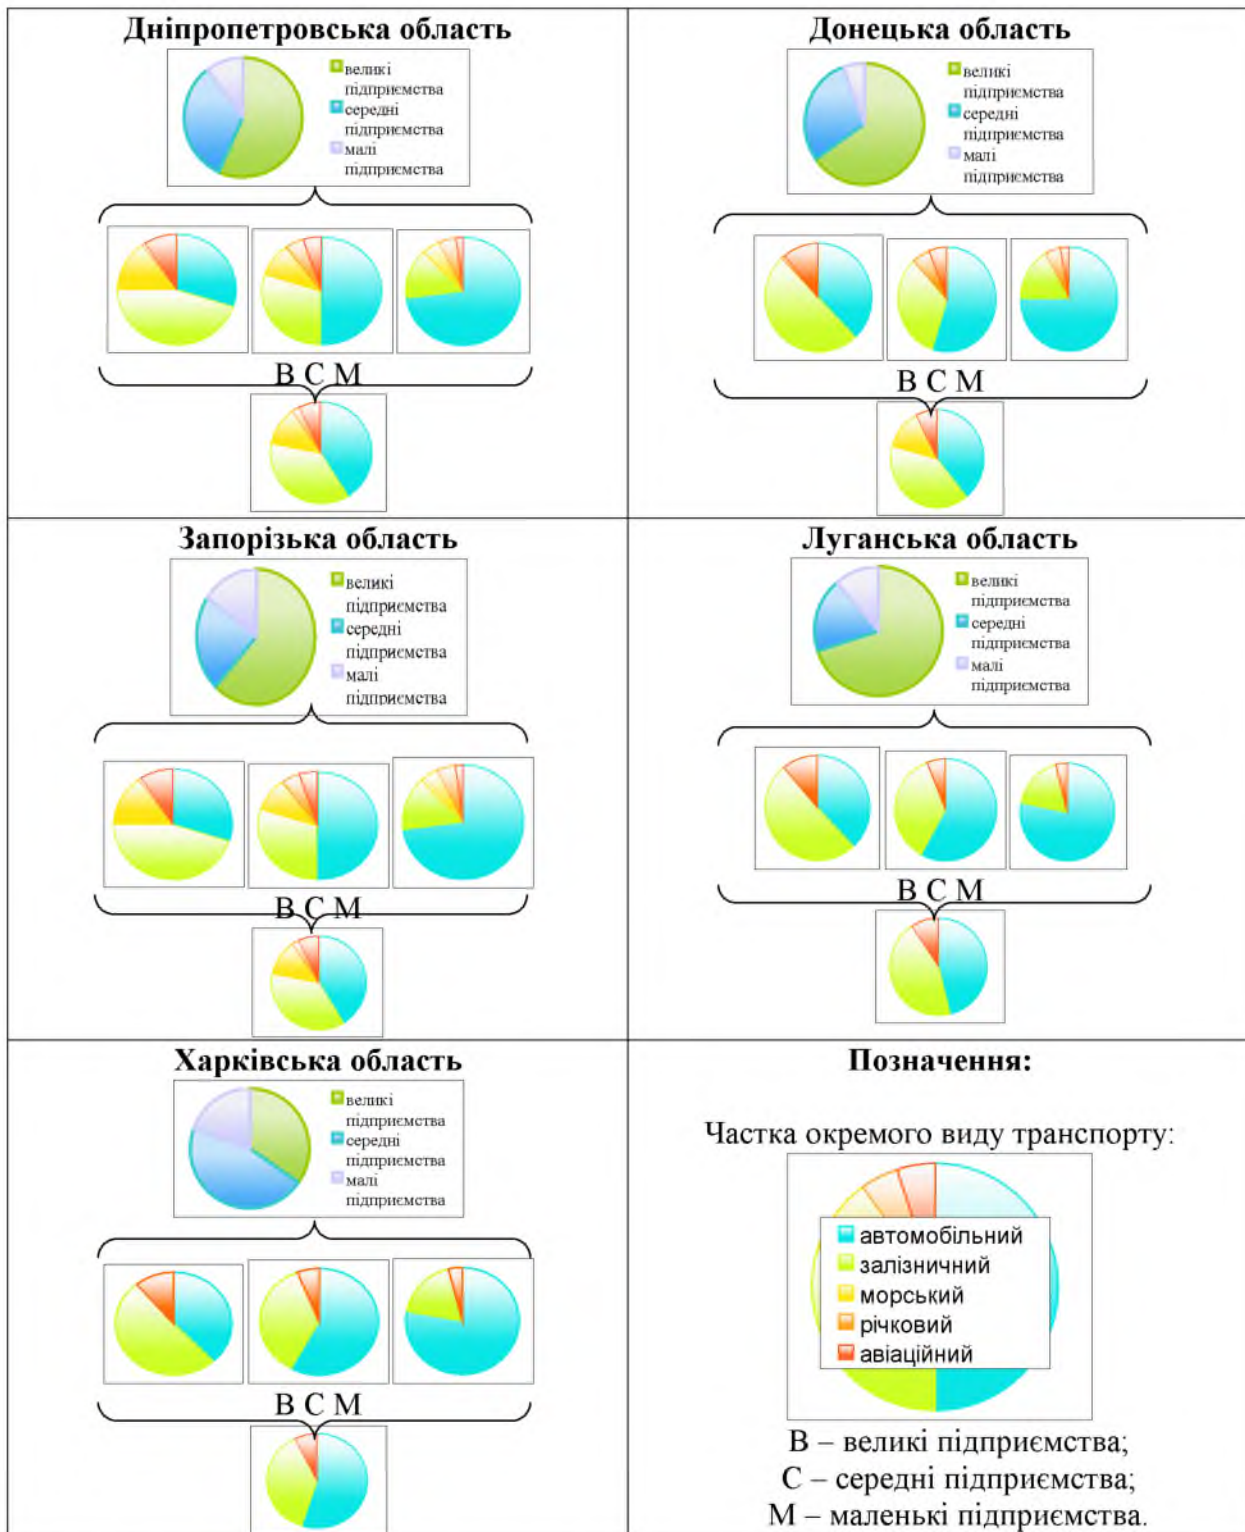 Дніпропетровська область
великі
підприємства
середні
підприємства
малі
підприємства
В С М
Донецька область
великі
підприємства
середні
підприємства
малі
підприємства
В С М
Запорізька область
великі
підприємства
середні
підприємства
малі
підприємства
В С М
Луганська область
великі
підприємства
середні
підприємства
малі
підприємства
В С М
Харківська область
великі
підприємства
середні
підприємства
малі
підприємства
В С М
Позначення:
Частка окремого виду транспорту:
автомобільний
залізничний
морський
річковий
авіаційний
В – великі підприємства;
С – середні підприємства;
М – маленькі підприємства.